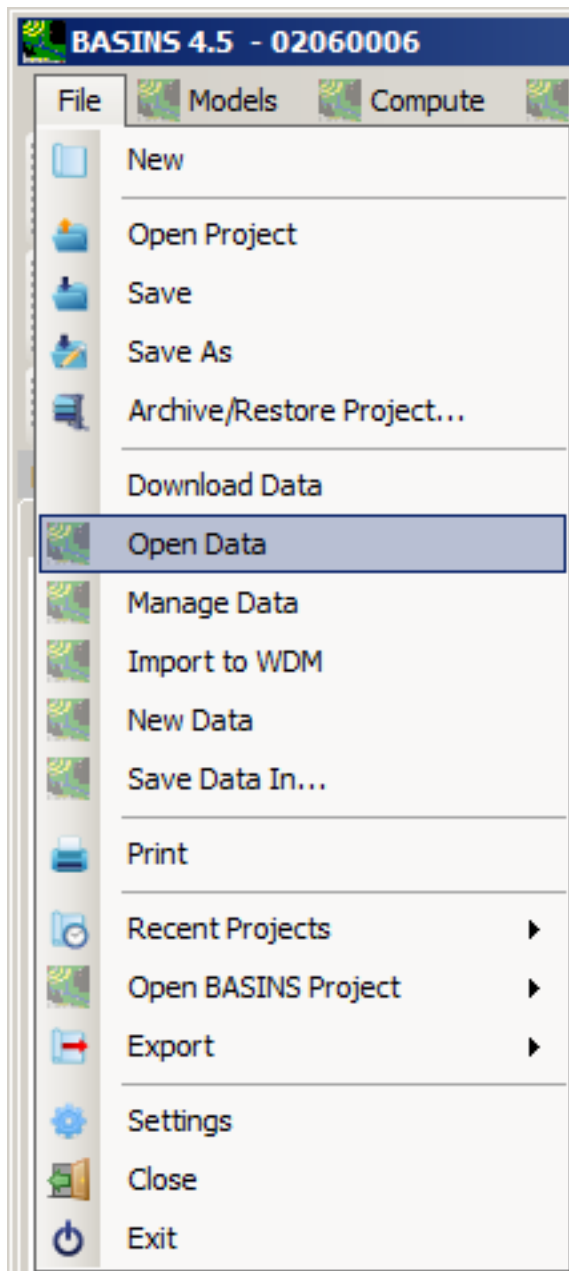 BASINS 4.5 - 02060006
File Models Compute
New
Open Project
Save
Save As
Archive/Restore Project...
Download Data
Open Data
Manage Data
Import to WDM
New Data
Save Data In...
Print
Recent Projects
Open BASINS Project
Export
Settings
Close
Exit